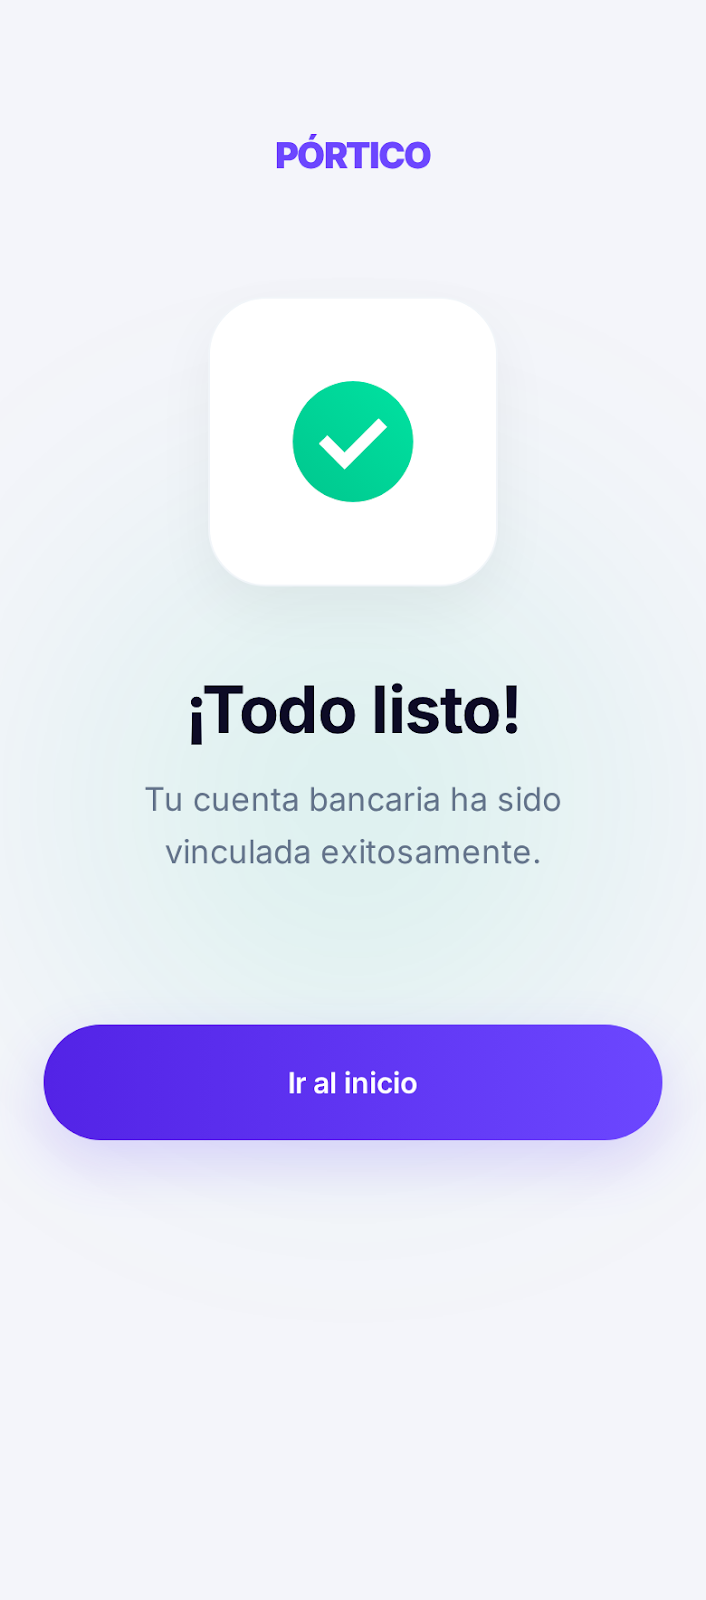 PÓRTICO
¡Todo listo!
Tu cuenta bancaria ha sido
vinculada exitosamente.
Ir al inicio